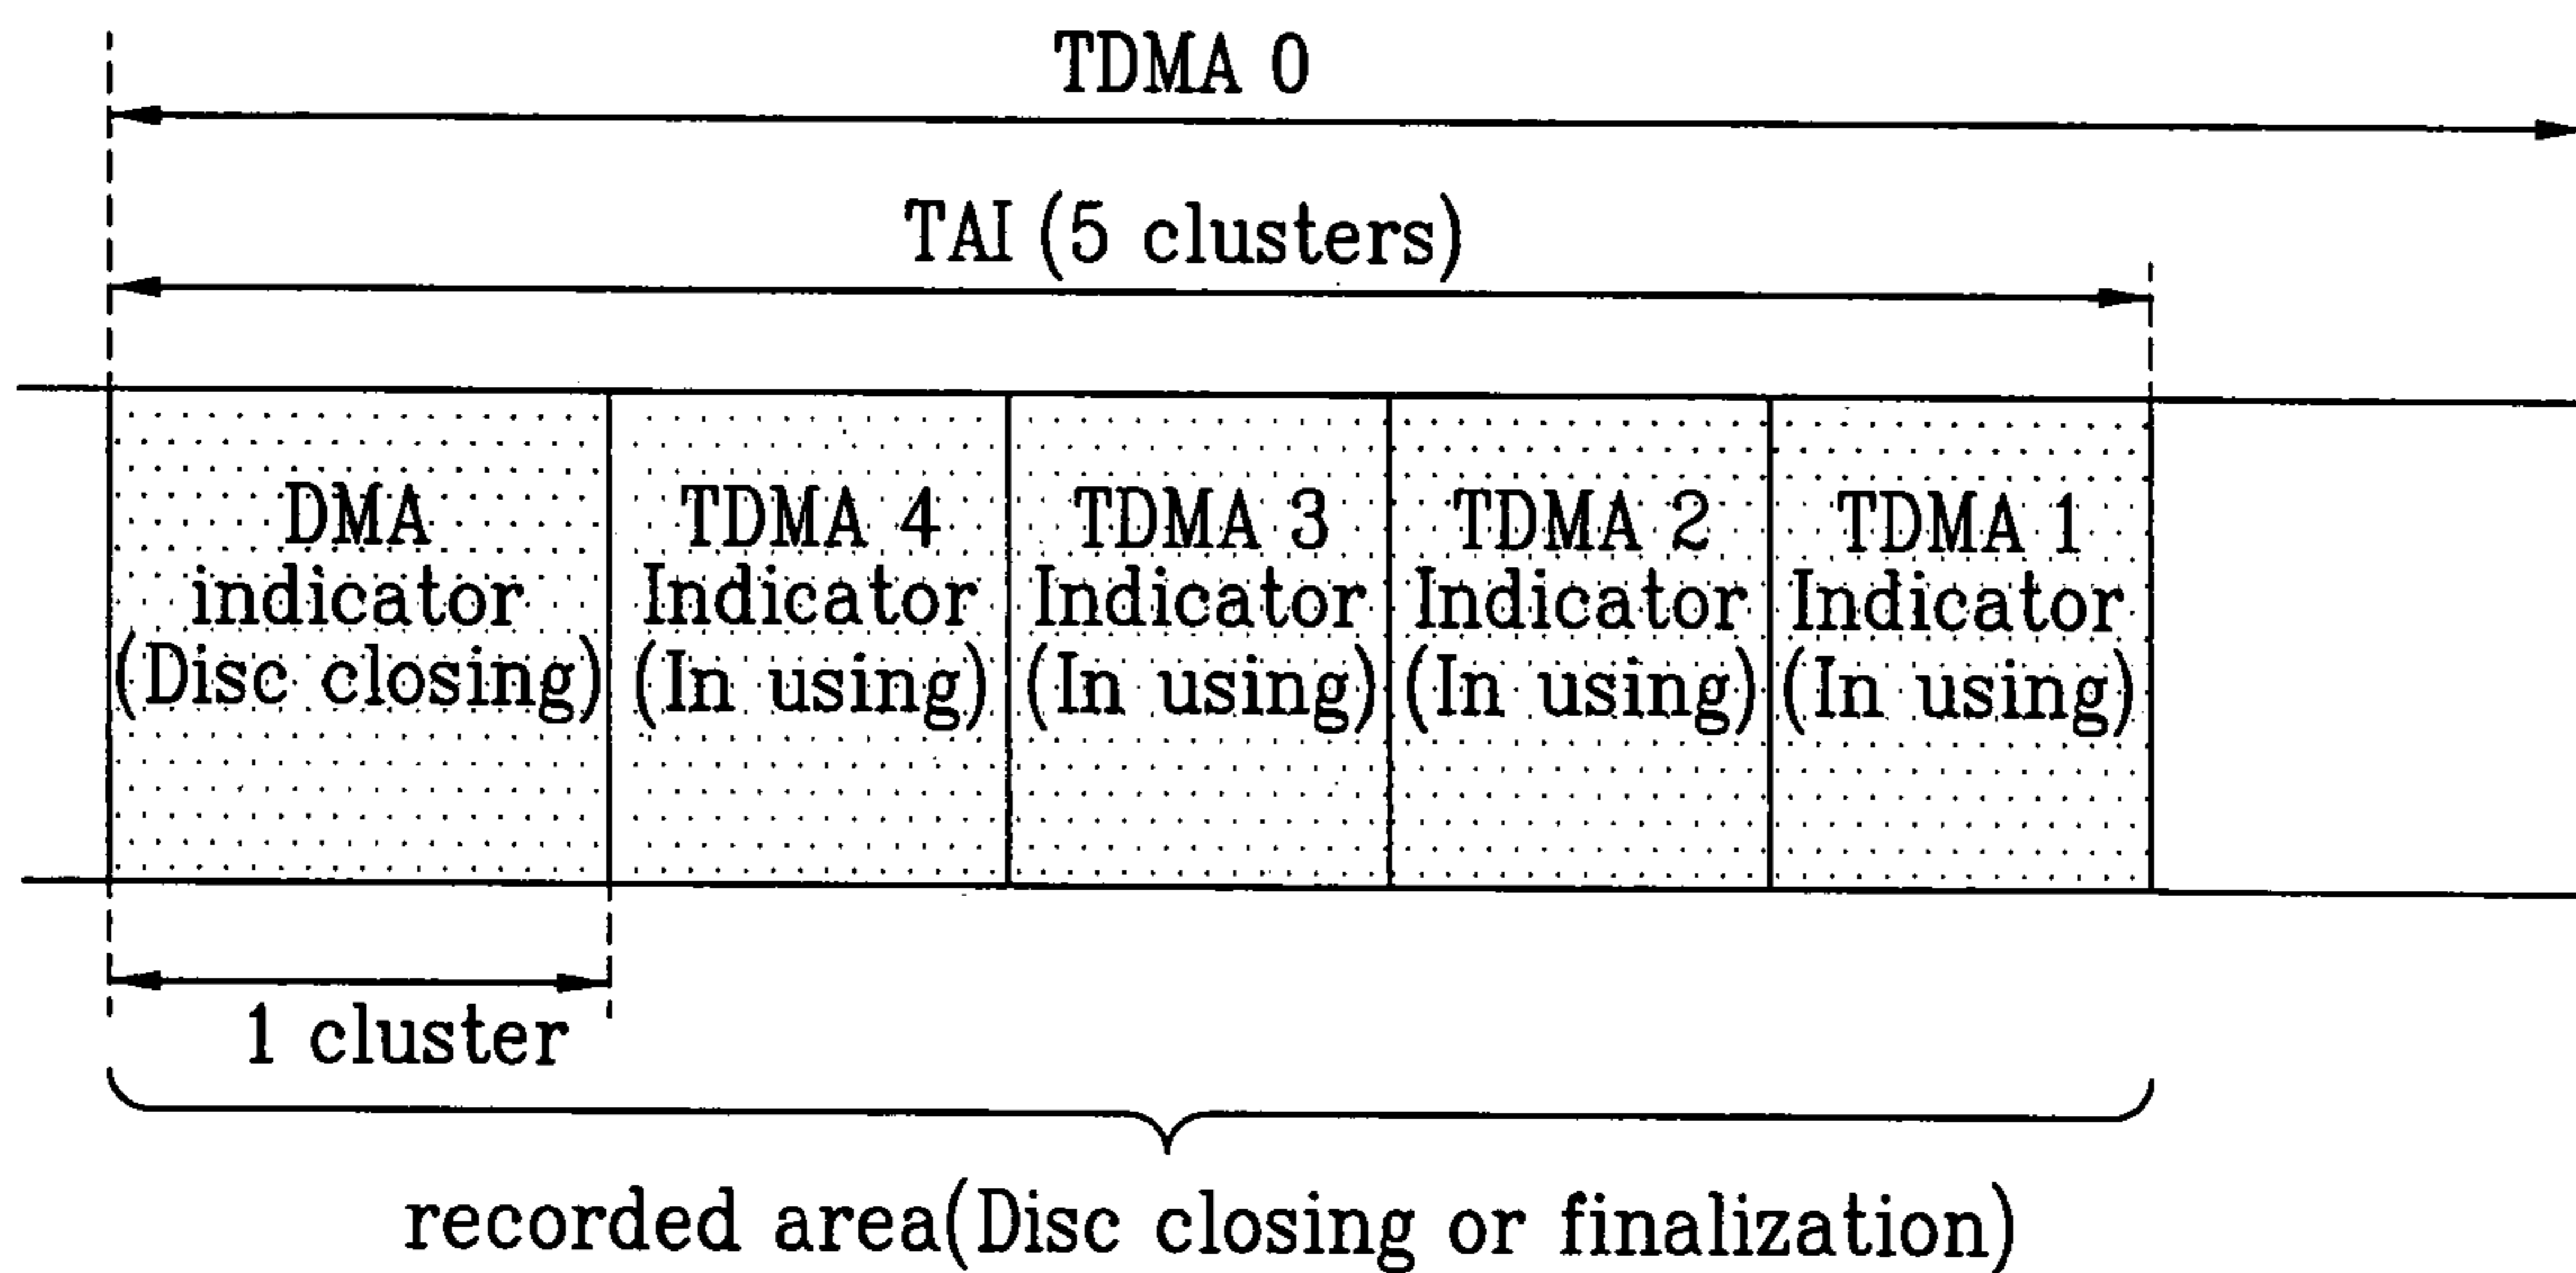 TDMA 0
TAI (5 clusters)
DMA
indicator
(Disc closing)
TDMA 4
Indicator
(In using)
TDMA 3
Indicator
(In using)
TDMA 2
Indicator
(In using)
TDMA 1
Indicator
(In using)
1 cluster
recorded area(Disc closing or finalization)